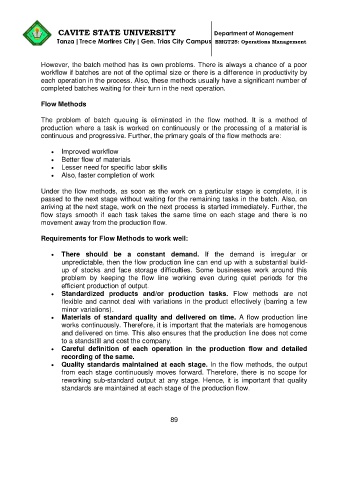 CAVITE STATE UNIVERSITY
Department of Management
Tanza | Trece Martires City | Gen. Trias City Campus
BMGT25: Operations Management
However, the batch method has its own problems. There is always a chance of a poor
workflow if batches are not of the optimal size or there is a difference in productivity by
each operation in the process. Also, these methods usually have a significant number of
completed batches waiting for their turn in the next operation.
Flow Methods
The problem of batch queuing is eliminated in the flow method. It is a method of
production where a task is worked on continuously or the processing of a material is
continuous and progressive. Further, the primary goals of the flow methods are:
• Improved workflow
• Better flow of materials
• Lesser need for specific labor skills
• Also, faster completion of work
Under the flow methods, as soon as the work on a particular stage is complete, it is
passed to the next stage without waiting for the remaining tasks in the batch. Also, on
arriving at the next stage, work on the next process is started immediately. Further, the
flow stays smooth if each task takes the same time on each stage and there is no
movement away from the production flow.
Requirements for Flow Methods to work well:
• There should be a constant demand. If the demand is irregular or
unpredictable, then the flow production line can end up with a substantial build-
up of stocks and face storage difficulties. Some businesses work around this
problem by keeping the flow line working even during quiet periods for the
efficient production of output.
• Standardized products and/or production tasks. Flow methods are not
flexible and cannot deal with variations in the product effectively (barring a few
minor variations).
• Materials of standard quality and delivered on time. A flow production line
works continuously. Therefore, it is important that the materials are homogenous
and delivered on time. This also ensures that the production line does not come
to a standstill and cost the company.
• Careful definition of each operation in the production flow and detailed
recording of the same.
• Quality standards maintained at each stage. In the flow methods, the output
from each stage continuously moves forward. Therefore, there is no scope for
reworking sub-standard output at any stage. Hence, it is important that quality
standards are maintained at each stage of the production flow.
89